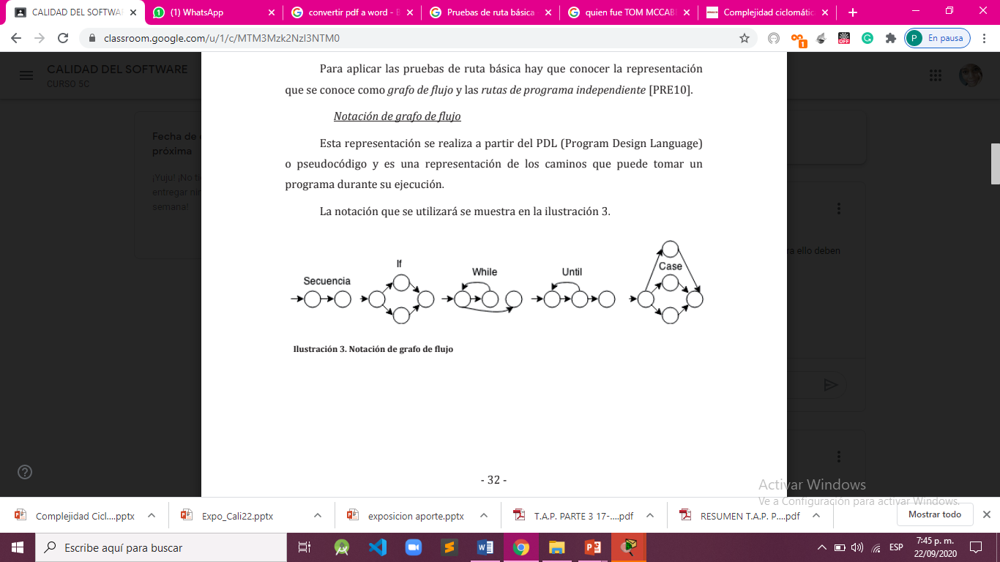 CALIDAD DEL SOFTWA
(1) WhatsApp
convertir pdf a word - B
Pruebas de ruta básica
quien fue TOM MCCAB
Complejidad ciclomátic
classroom.google.com/u/1/c/MTM3Mzk2NzI3NTM0
OFF
1
P
En pausa
CALIDAD DEL SOFTWARE
CURSO 5C
Fecha de
próxima
¡Yuju! ¡No ti
entregar nin
semana!
ra ello deben
Para aplicar las pruebas de ruta básica hay que conocer la representación
que se conoce como grafo de flujo y las rutas de programa independiente [PRE10].
Notación de grafo de flujo
Esta representación se realiza a partir del PDL (Program Design Language)
o pseudocódigo y es una representación de los caminos que puede tomar un
programa durante su ejecución.
La notación que se utilizará se muestra en la ilustración 3.
Secuencia
If
While
Until
Case
Ilustración 3. Notación de grafo de flujo
- 32 -
Activar Windows
Ve a Configuración para activar Windows.
Complejidad Cicl....pptx
Expo_Cali22.pptx
exposicion aporte.pptx
T.A.P. PARTE 3 17-....pdf
RESUMEN T.A.P. P....pdf
Mostrar todo
Escribe aquí para buscar
ESP
7:45 p. m.
22/09/2020